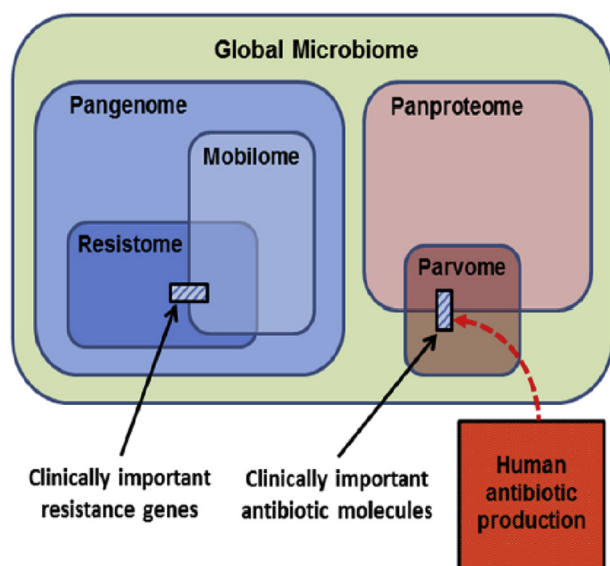 Global Microbiome
Pangenome
Panproteome
Mobilome
Resistome
Parvome
Clinically important
resistance genes
Clinically important
antibiotic molecules
Human
antibiotic
production